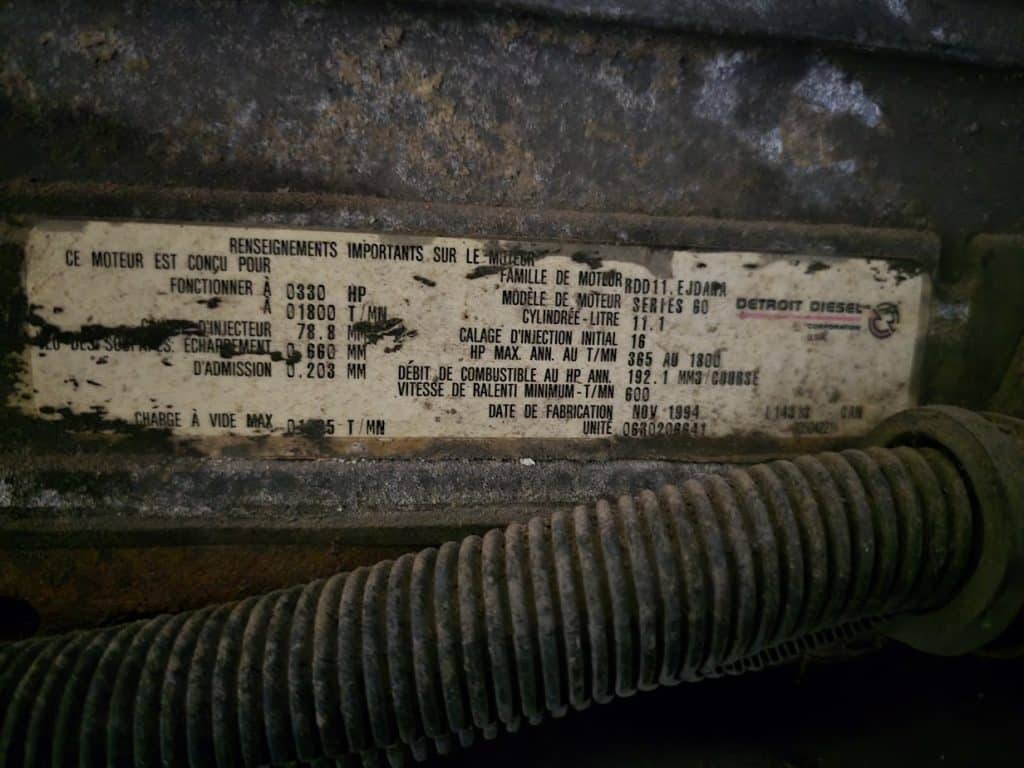 RENSEIGNEMENTS IMPORTANTS SUR LE MOTEUR
CE MOTEUR EST CONÇU POUR
FONCTIONNER À 0330 HP
À 01800 T/MN
D'INJECTEUR 78.8 MM
ÉCHAPPEMENT 0.660 MM
D'ADMISSION 0.203 MM
CHARGE À VIDE MAX T/MN
FAMILLE DE MOTEUR
MODÈLE DE MOTEUR SERIES 60
CYLINDRÉE-LITRE 11.1
CALAGE D'INJECTION INITIAL 16
HP MAX. ANN. AU T/MN 365 AU 1800
DÉBIT DE COMBUSTIBLE AU HP ANN. 192.1 MM3/COURSE
VITESSE DE RALENTI MINIMUM-T/MN 600
DATE DE FABRICATION NOV 1994
UNITÉ
DETROIT DIESEL
CORPORATION
CAN